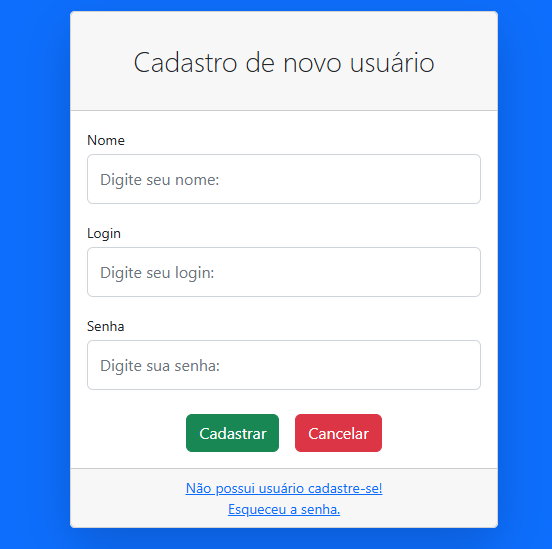 Cadastro de novo usuário
Nome
Digite seu nome:
Login
Digite seu login:
Senha
Digite sua senha:
Cadastrar Cancelar
Não possui usuário cadastre-se!
Esqueceu a senha.